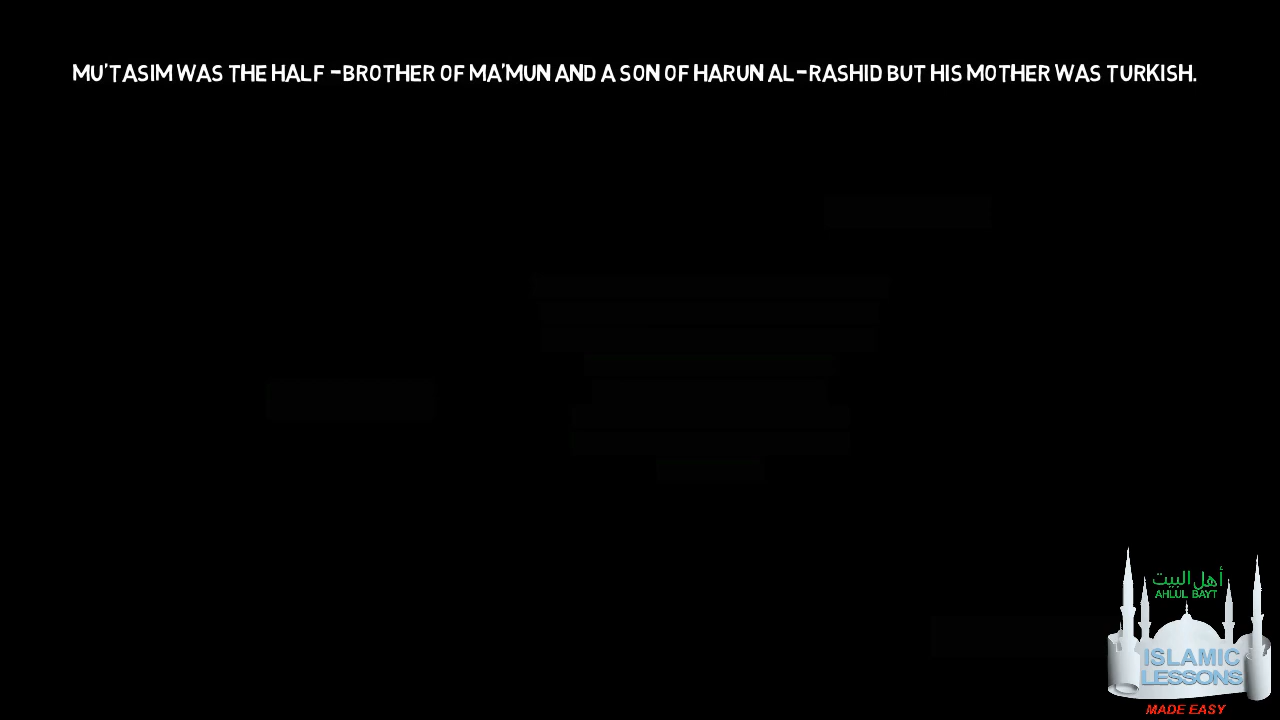 MU'TASIM WAS THE HALF -BROTHER OF MA'MUN AND A SON OF HARUN AL-RASHID BUT HIS MOTHER WAS TURKISH.
أهل البيت
AHLUL BAYT
ISLAMIC
LESSONS
MADE EASY